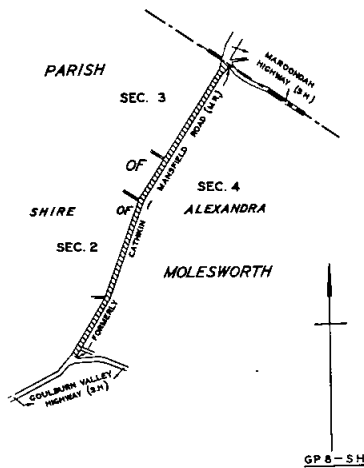 PARISH
MAROONDAH
HIGHWAY (S.H.)
SEC. 3
OF
SEC. 4
SHIRE OF ALEXANDRA
SEC. 2
MOLESWORTH
FORMERLY CATHKIN - MANSFIELD ROAD (M.R.)
GOULBURN VALLEY
HIGHWAY (S.H.)
GP 8 - SH